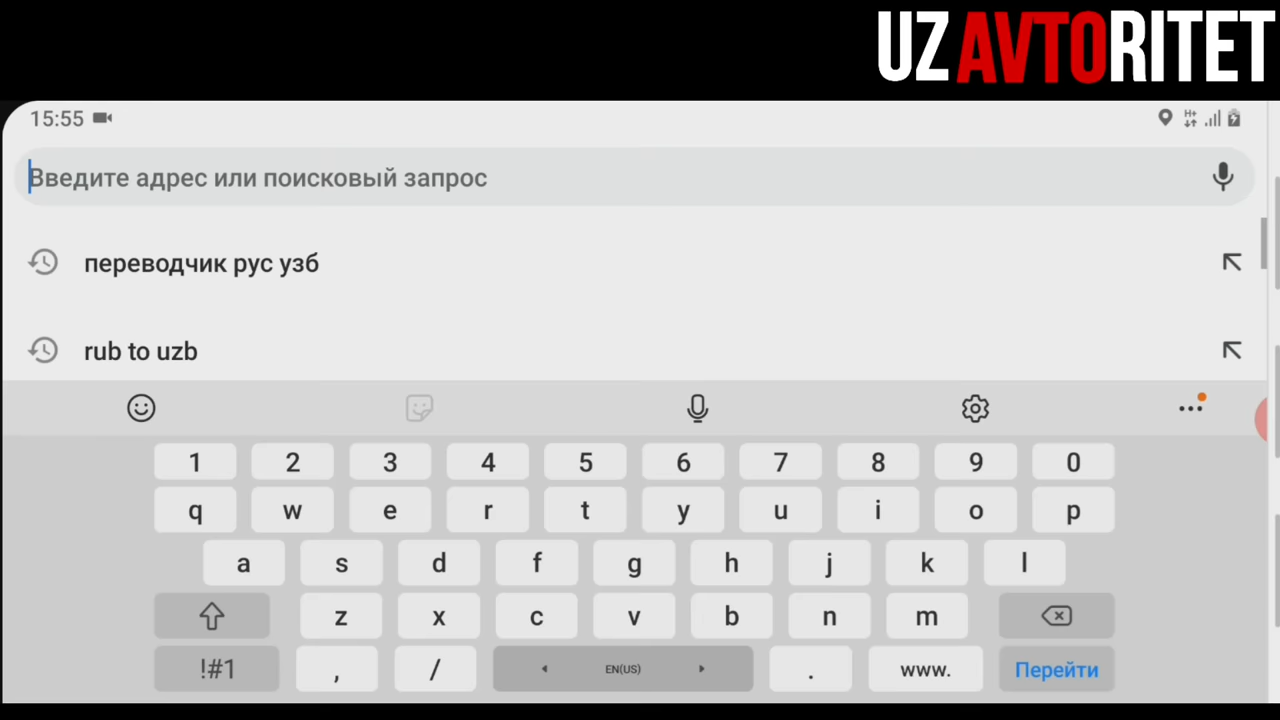 UZAVTORITET
15:55
H+
Введите адрес или поисковый запрос
переводчик рус узб
rub to uzb
1 2 3 4 5 6 7 8 9 0
q w e r t y u i o p
a s d f g h j k l
z x c v b n m
!#1 , / EN(US) . www. Перейти